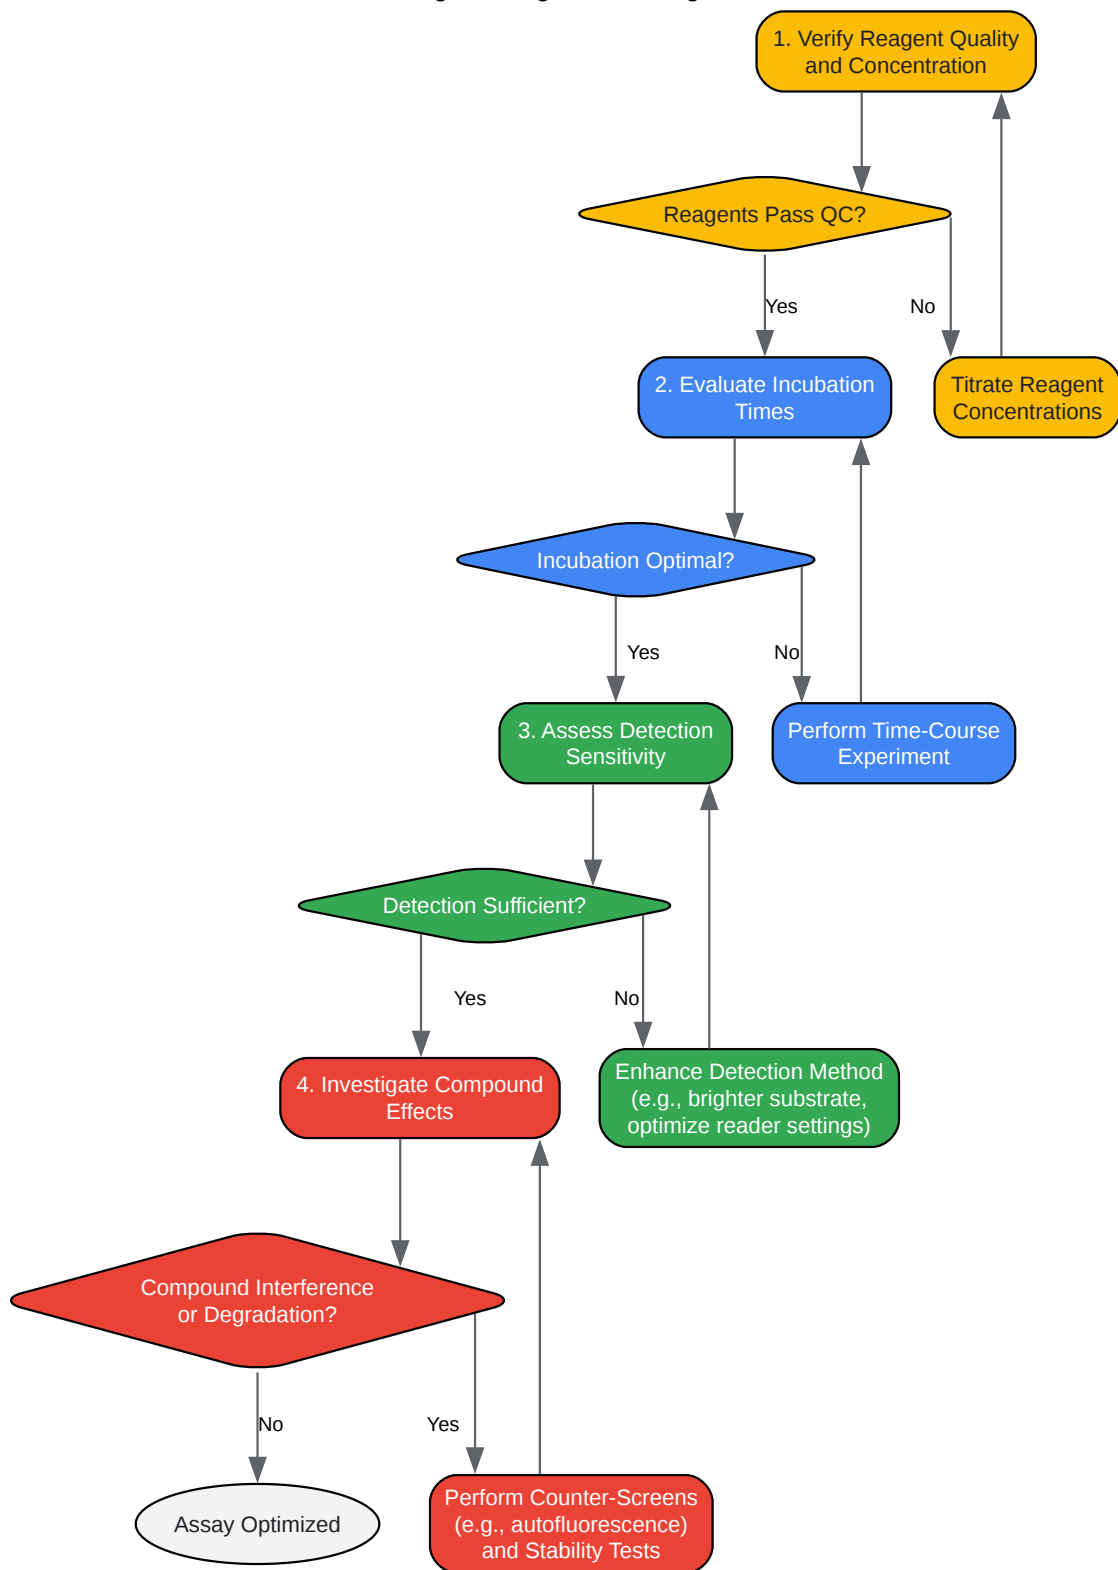 1. Verify Reagent Quality
and Concentration
Reagents Pass QC?
Yes
No
2. Evaluate Incubation
Times
Titrate Reagent
Concentrations
Incubation Optimal?
Yes
No
3. Assess Detection
Sensitivity
Perform Time-Course
Experiment
Detection Sufficient?
Yes
No
4. Investigate Compound
Effects
Enhance Detection Method
(e.g., brighter substrate,
optimize reader settings)
Compound Interference
or Degradation?
No
Yes
Assay Optimized
Perform Counter-Screens
(e.g., autofluorescence)
and Stability Tests